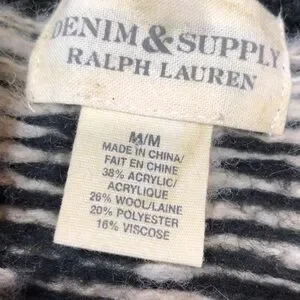 DENIM & SUPPLY
RALPH LAUREN
M/M
MADE IN CHINA/
FAIT EN CHINE
38% ACRYLIC/
ACRYLIQUE
26% WOOL/LAINE
20% POLYESTER
16% VISCOSE